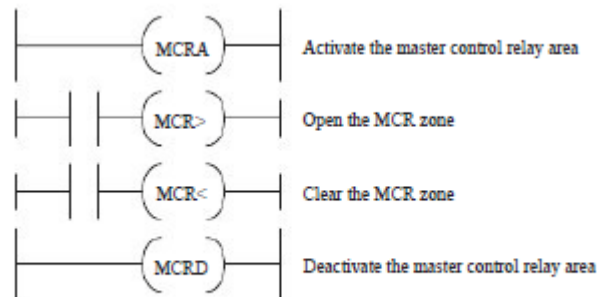 MCRA Activate the master control relay area
MCR> Open the MCR zone
MCR< Clear the MCR zone
MCRD Deactivate the master control relay area